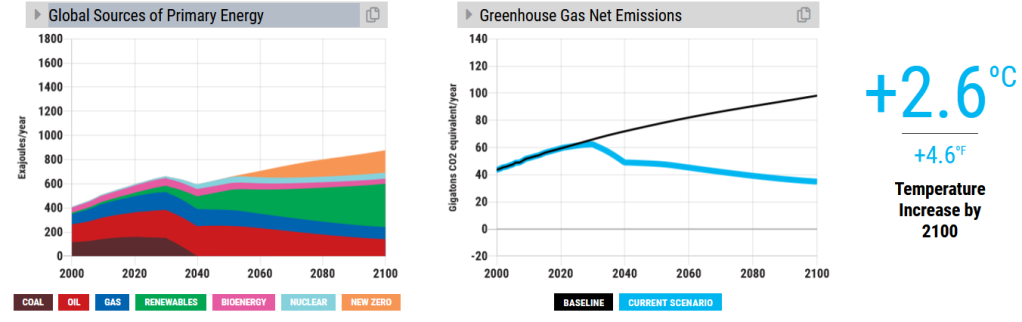 Global Sources of Primary Energy
1800
1600
1400
1200
1000
800
600
400
200
0
Exajoules/year
2000 2020 2040 2060 2080 2100
COAL OIL GAS RENEWABLES BIOENERGY NUCLEAR NEW ZERO
Greenhouse Gas Net Emissions
140
120
100
80
60
40
20
0
-20
Gigatons CO2 equivalent/year
2000 2020 2040 2060 2080 2100
BASELINE CURRENT SCENARIO
+2.6°C
+4.6°F
Temperature
Increase by
2100